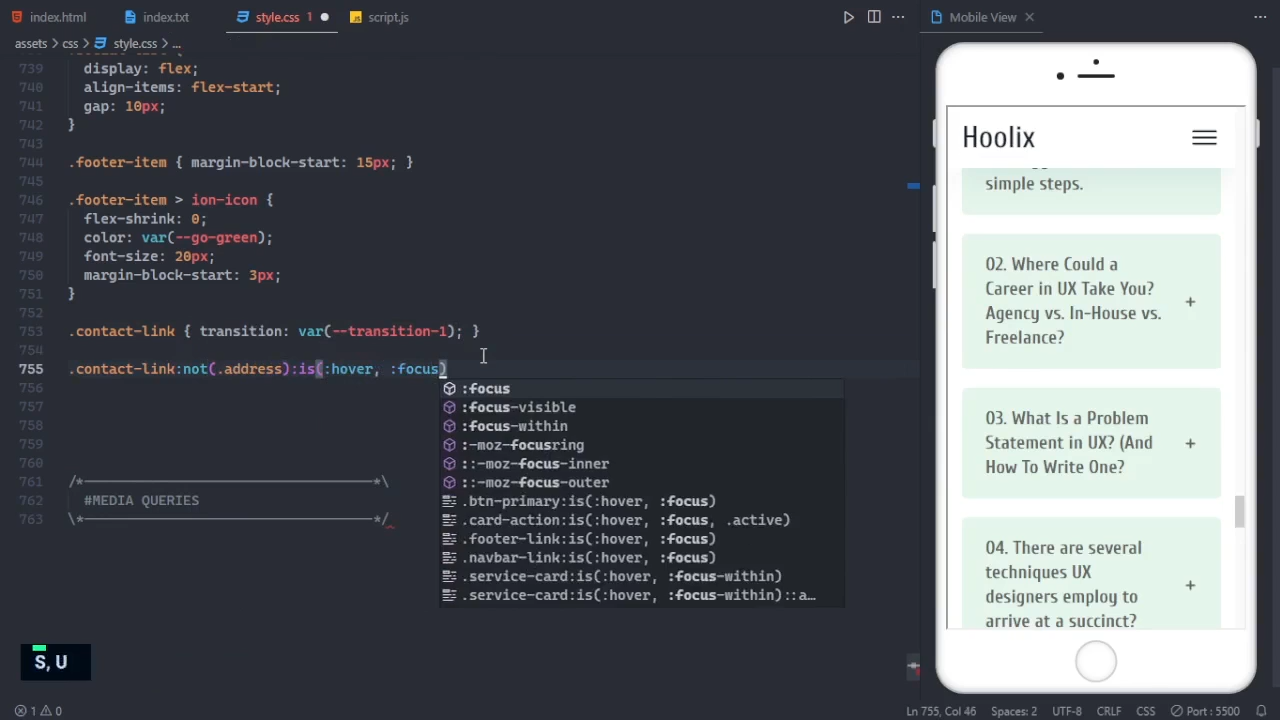 index.html
index.txt
style.css 1
script.js
Mobile View
assets > css > style.css > ...
739 display: flex;
740 align-items: flex-start;
741 gap: 10px;
742 }
743
744 .footer-item { margin-block-start: 15px; }
745
746 .footer-item > ion-icon {
747 flex-shrink: 0;
748 color: var(--go-green);
749 font-size: 20px;
750 margin-block-start: 3px;
751 }
752
753 .contact-link { transition: var(--transition-1); }
754
755 .contact-link:not(.address):is(:hover, :focus)
756
757
758
759
760
761 /*-----------------------------------*\
762 #MEDIA QUERIES
763 \*-----------------------------------*/
:focus
:focus-visible
:focus-within
:-moz-focusring
::-moz-focus-inner
::-moz-focus-outer
.btn-primary:is(:hover, :focus)
.card-action:is(:hover, :focus, .active)
.footer-link:is(:hover, :focus)
.navbar-link:is(:hover, :focus)
.service-card:is(:hover, :focus-within)
.service-card:is(:hover, :focus-within)::a…
S, U
Hoolix
simple steps.
02. Where Could a
Career in UX Take You?
Agency vs. In-House vs.
Freelance?
+
03. What Is a Problem
Statement in UX? (And
How To Write One?
+
04. There are several
techniques UX
designers employ to
arrive at a succinct?
+
1 0
Ln 755, Col 46
Spaces: 2
UTF-8
CRLF
CSS
Port : 5500